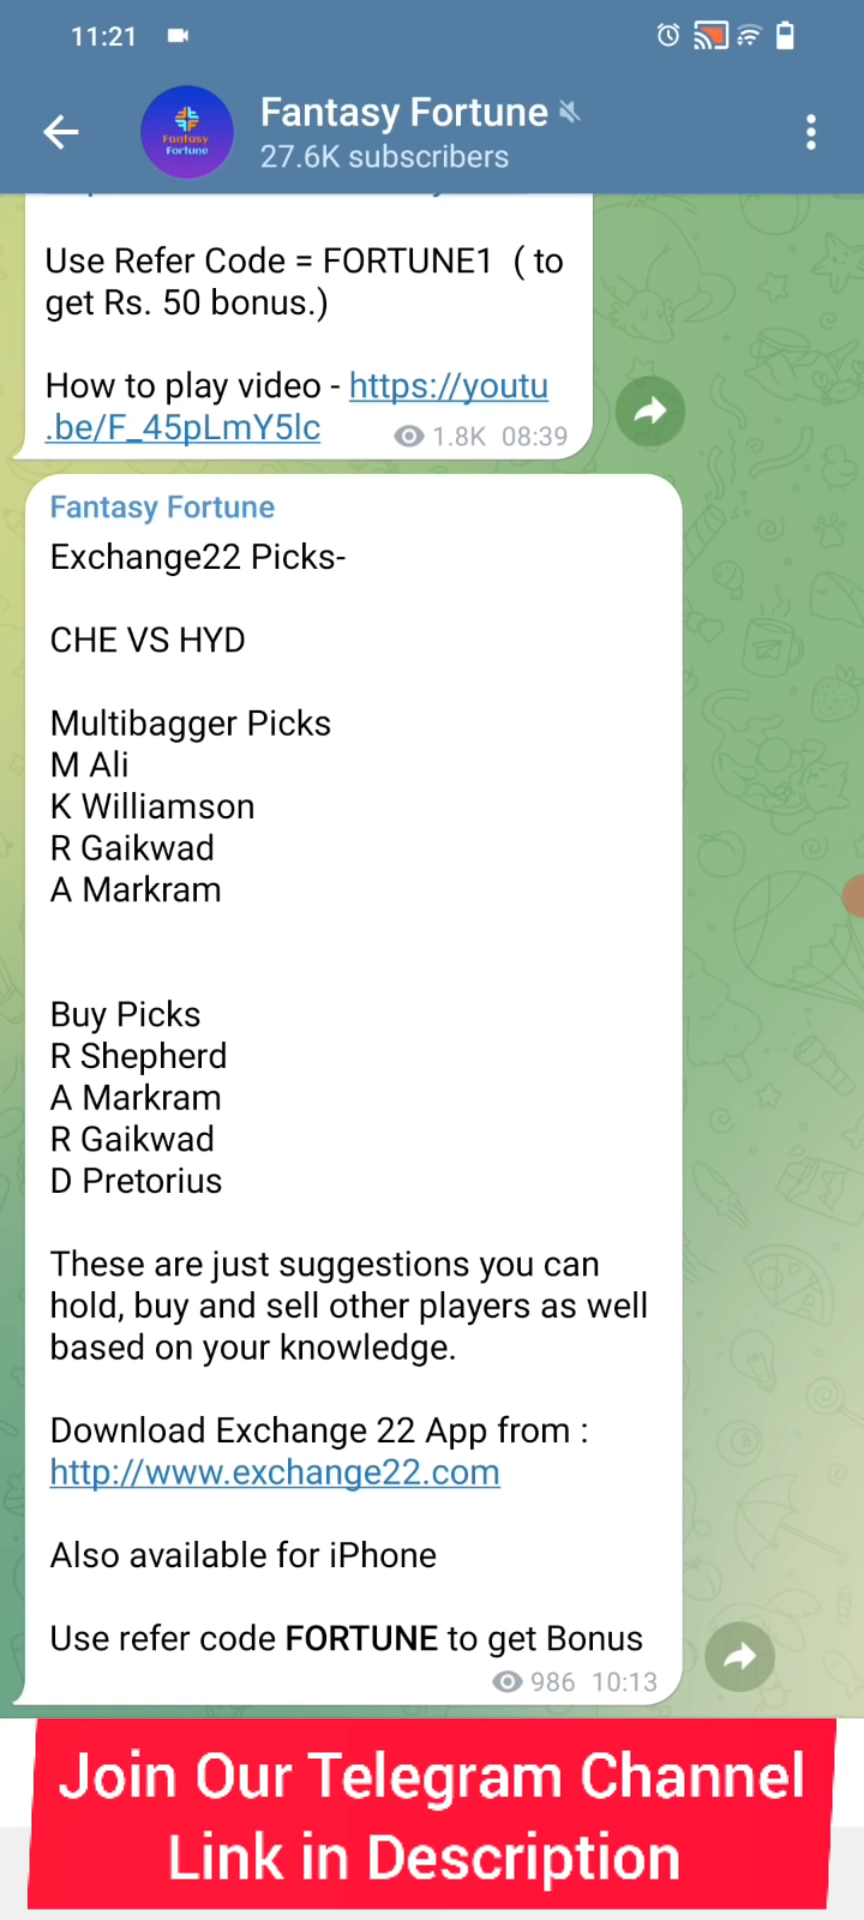 11:21
Fantasy Fortune
27.6K subscribers
Fantasy
Fortune
Use Refer Code = FORTUNE1  ( to
get Rs. 50 bonus.)
How to play video - https://youtu
.be/F_45pLmY5lc
1.8K 08:39
Fantasy Fortune
Exchange22 Picks-
CHE VS HYD
Multibagger Picks
M Ali
K Williamson
R Gaikwad
A Markram
Buy Picks
R Shepherd
A Markram
R Gaikwad
D Pretorius
These are just suggestions you can
hold, buy and sell other players as well
based on your knowledge.
Download Exchange 22 App from :
http://www.exchange22.com
Also available for iPhone
Use refer code FORTUNE to get Bonus
986 10:13
Join Our Telegram Channel
Link in Description